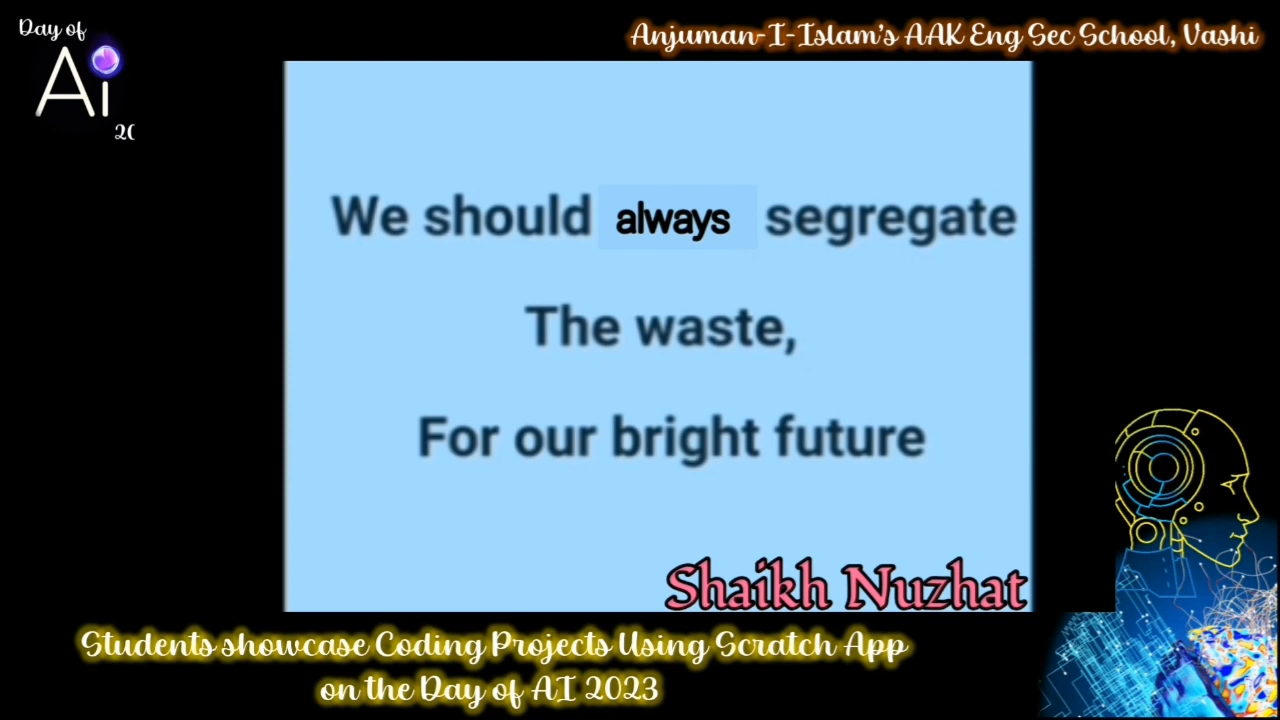 Day of
Ai
Anjuman-I-Islam's AAK Eng Sec School, Vashi
We should always segregate
The waste,
For our bright future
Shaikh Nuzhat
Students showcase Coding Projects Using Scratch App
on the Day of AI 2023